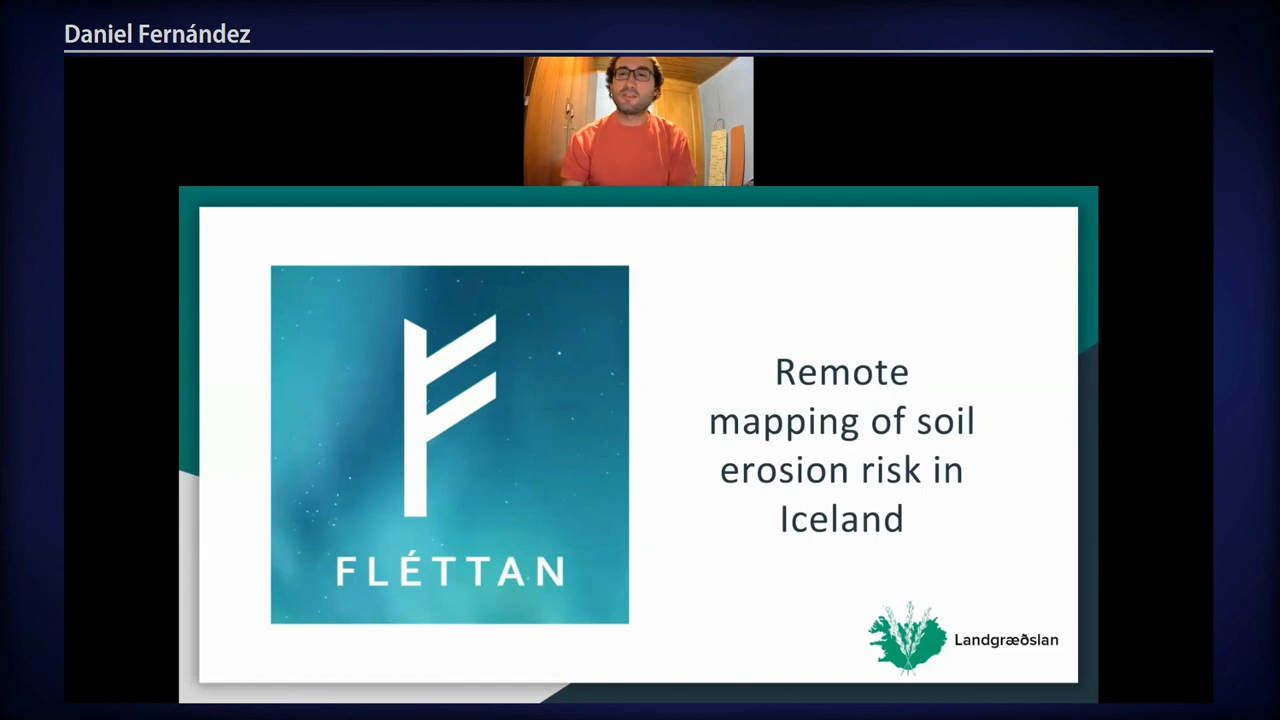 Daniel Fernández
FLÉTTAN
Remote
mapping of soil
erosion risk in
Iceland
Landgræðslan